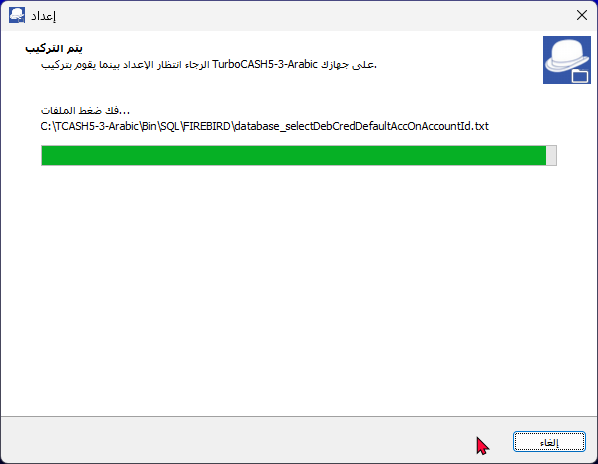 إعداد
يتم التركيب
الرجاء انتظار الإعداد بينما يقوم بتركيب TurboCASH5-3-Arabic على جهازك.
فك ضغط الملفات...
C:\TCASH5-3-Arabic\Bin\SQL\FIREBIRD\database_selectDebCredDefaultAccOnAccountId.txt
إلغاء